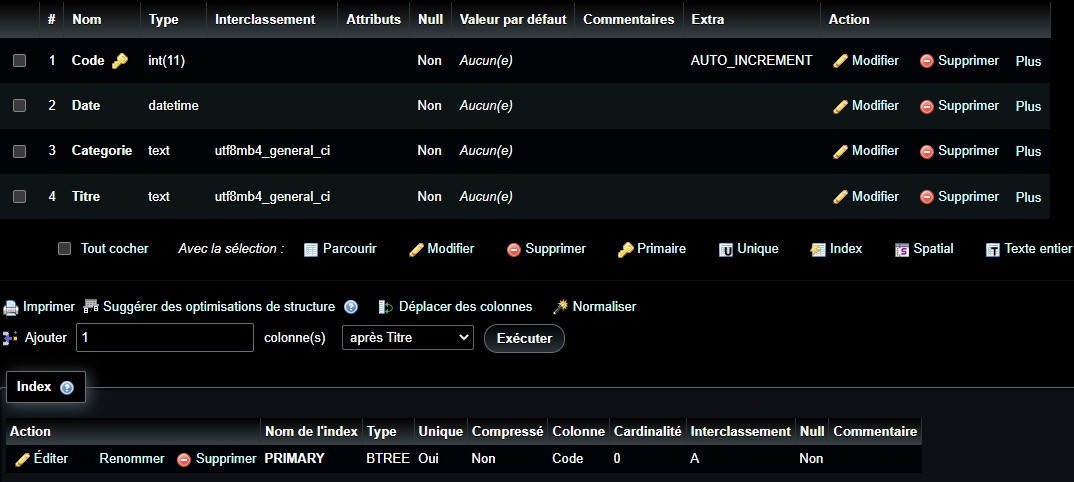 # Nom Type Interclassement Attributs Null Valeur par défaut Commentaires Extra Action
1 Code int(11) Non Aucun(e) AUTO_INCREMENT Modifier Supprimer Plus
2 Date datetime Non Aucun(e) Modifier Supprimer Plus
3 Categorie text utf8mb4_general_ci Non Aucun(e) Modifier Supprimer Plus
4 Titre text utf8mb4_general_ci Non Aucun(e) Modifier Supprimer Plus
Tout cocher Avec la sélection : Parcourir Modifier Supprimer Primaire Unique Index Spatial Texte entier
Imprimer Suggérer des optimisations de structure Déplacer des colonnes Normaliser
Ajouter 1 colonne(s) après Titre Exécuter
Index
Action Nom de l'index Type Unique Compressé Colonne Cardinalité Interclassement Null Commentaire
Éditer Renommer Supprimer PRIMARY BTREE Oui Non Code 0 A Non